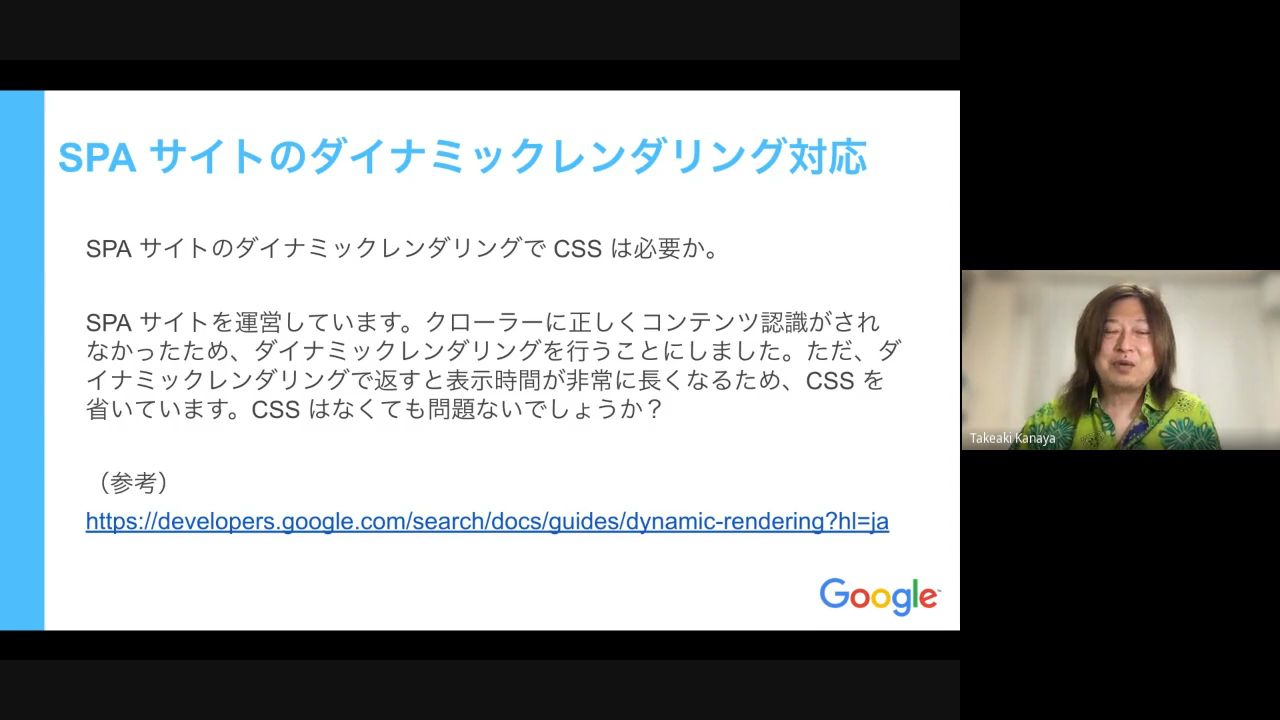 SPA サイトのダイナミックレンダリング対応
SPA サイトのダイナミックレンダリングで CSS は必要か。
SPA サイトを運営しています。クローラーに正しくコンテンツ認識がされ
なかったため、ダイナミックレンダリングを行うことにしました。ただ、ダ
イナミックレンダリングで返すと表示時間が非常に長くなるため、CSS を
省いています。CSS はなくても問題ないでしょうか？
（参考）
https://developers.google.com/search/docs/guides/dynamic-rendering?hl=ja
Google
Takeaki Kanaya